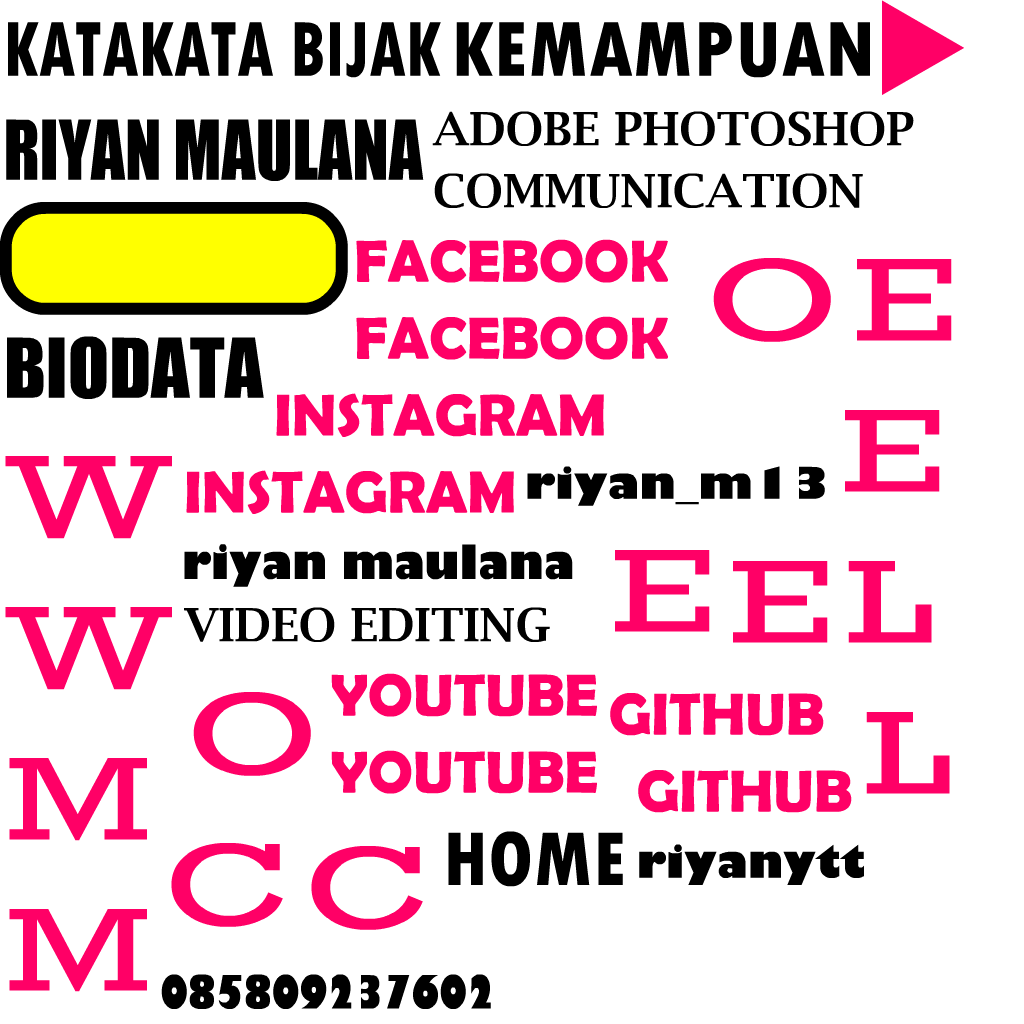 KATAKATA BIJAK KEMAMPUAN
RIYAN MAULANA
ADOBE PHOTOSHOP
COMMUNICATION
FACEBOOK
O E
FACEBOOK
BIODATA
INSTAGRAM
E
W
INSTAGRAM riyan_m13
riyan maulana
E E L
W
VIDEO EDITING
YOUTUBE GITHUB
O
L
YOUTUBE GITHUB
M
HOME riyanytt
C C
M
085809237602